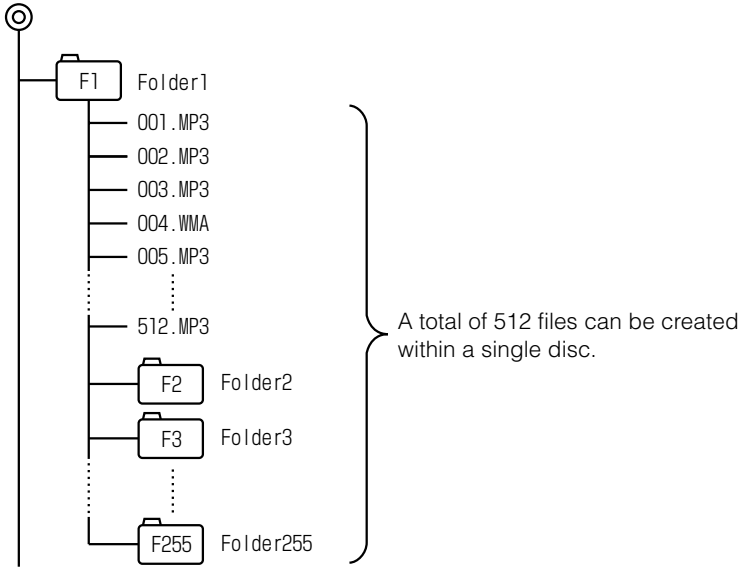 F1 Folder1
001.MP3
002.MP3
003.MP3
004.WMA
005.MP3
512.MP3
A total of 512 files can be created
within a single disc.
F2 Folder2
F3 Folder3
F255 Folder255